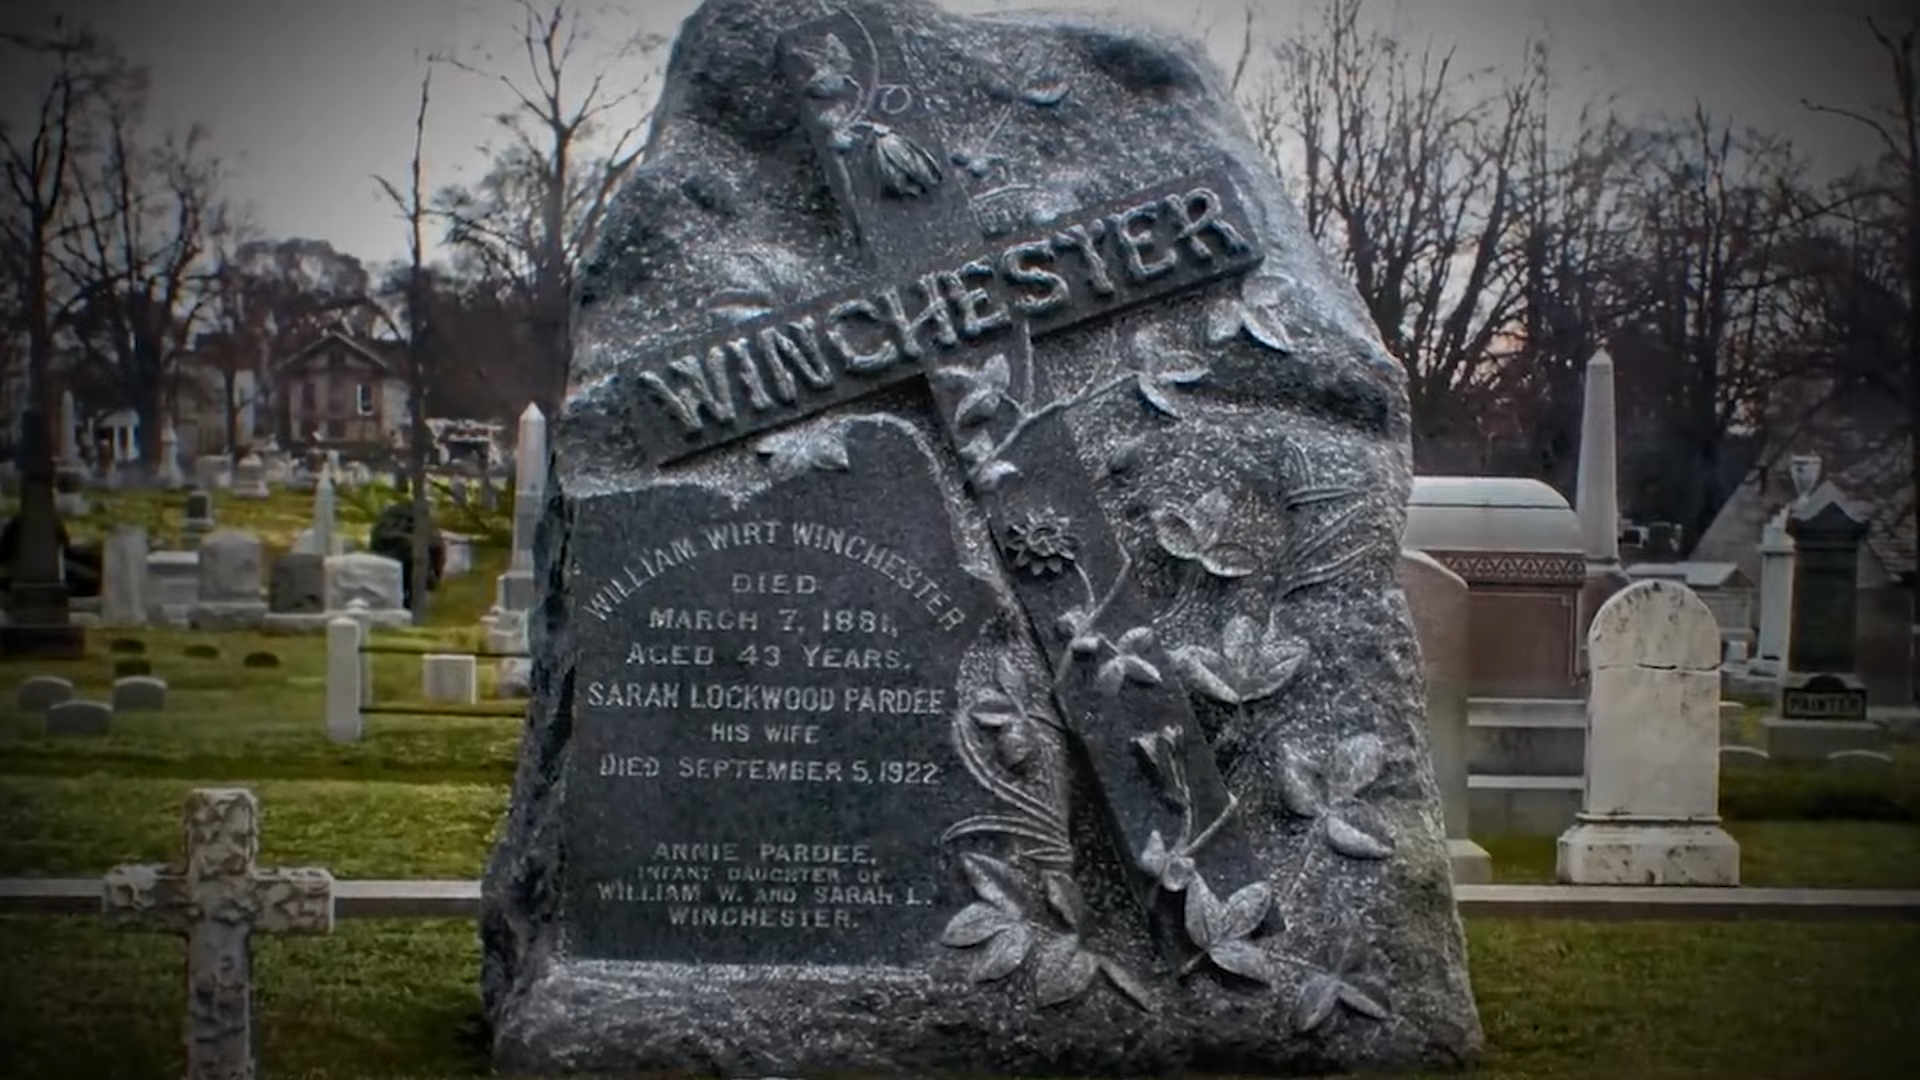 WINCHESTER
WILLIAM WIRT WINCHESTER
DIED
MARCH 7, 1881,
AGED 43 YEARS.
SARAH LOCKWOOD PARDEE
HIS WIFE
DIED SEPTEMBER 5, 1922
ANNIE PARDEE,
INFANT DAUGHTER OF
WILLIAM W. AND SARAH L.
WINCHESTER.
PAINTER